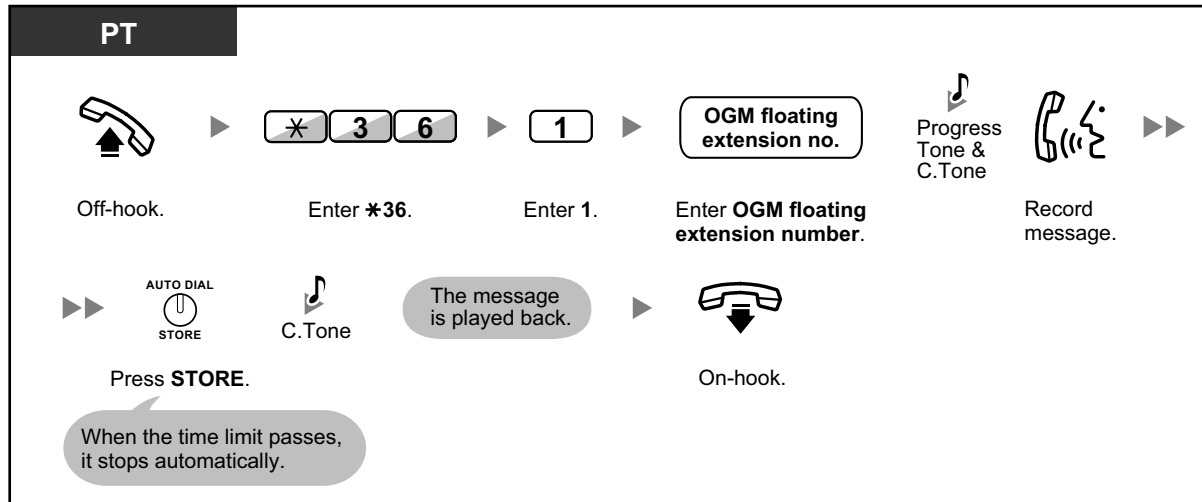 PT
✳ 3 6
1
OGM floating
extension no.
Progress
Tone &
C.Tone
Off-hook.
Enter ✳36.
Enter 1.
Enter OGM floating
extension number.
Record
message.
AUTO DIAL
STORE
C.Tone
The message
is played back.
Press STORE.
On-hook.
When the time limit passes,
it stops automatically.